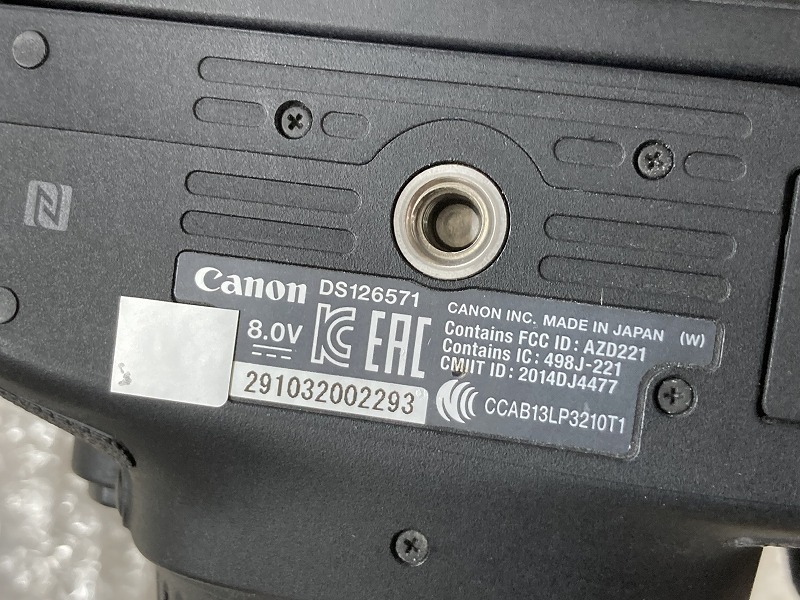 Canon DS126571
CANON INC. MADE IN JAPAN (W)
8.0V
EAC
Contains FCC ID: AZD221
Contains IC: 498J-221
CMIIT ID: 2014DJ4477
291032002293
CCAB13LP3210T1